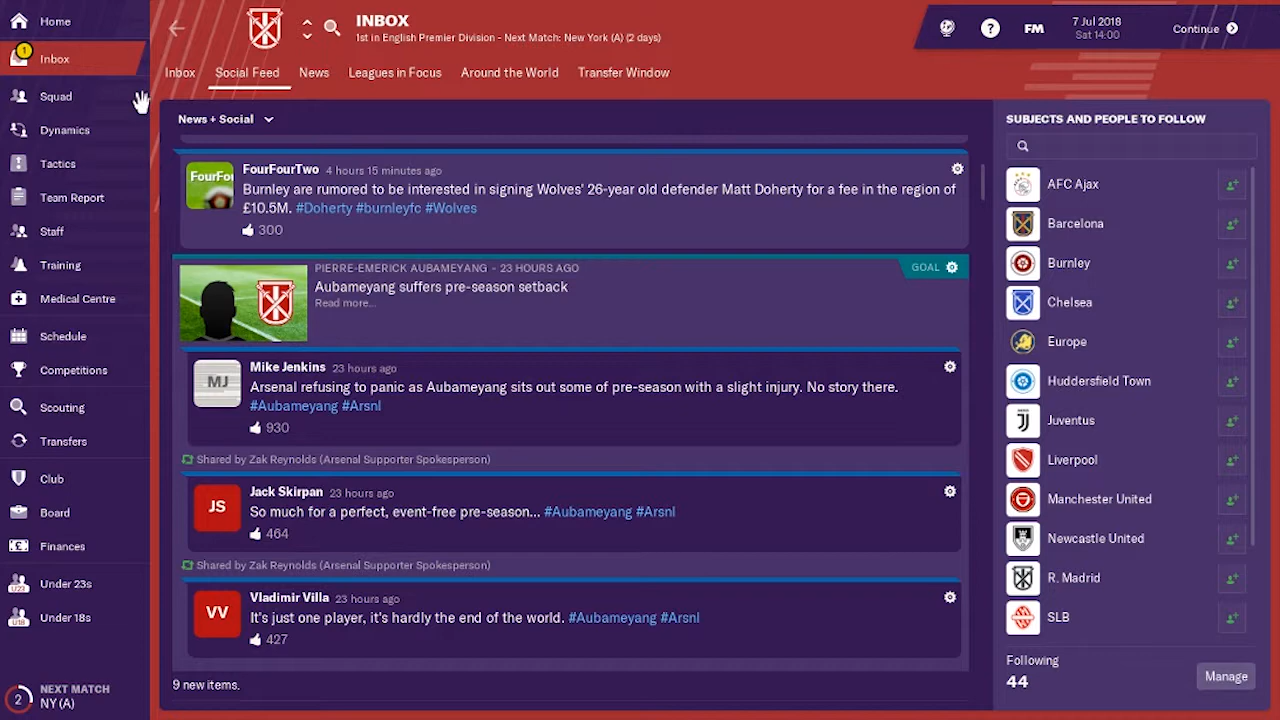 Home
1
Inbox
Squad
Dynamics
Tactics
Team Report
Staff
Training
Medical Centre
Schedule
Competitions
Scouting
Transfers
Club
Board
Finances
U23
Under 23s
U18
Under 18s
2
NEXT MATCH
NY (A)
INBOX
1st in English Premier Division - Next Match: New York (A) (2 days)
?
FM
7 Jul 2018
Sat 14:00
Continue
Inbox
Social Feed
News
Leagues in Focus
Around the World
Transfer Window
News + Social
FourFo
FourFourTwo 4 hours 15 minutes ago
Burnley are rumored to be interested in signing Wolves' 26-year old defender Matt Doherty for a fee in the region of
£10.5M. #Doherty #burnleyfc #Wolves
300
PIERRE-EMERICK AUBAMEYANG - 23 HOURS AGO
GOAL
Aubameyang suffers pre-season setback
Read more...
MJ
Mike Jenkins 23 hours ago
Arsenal refusing to panic as Aubameyang sits out some of pre-season with a slight injury. No story there.
#Aubameyang #Arsnl
930
Shared by Zak Reynolds (Arsenal Supporter Spokesperson)
JS
Jack Skirpan 23 hours ago
So much for a perfect, event-free pre-season... #Aubameyang #Arsnl
464
Shared by Zak Reynolds (Arsenal Supporter Spokesperson)
VV
Vladimir Villa 23 hours ago
It's just one player, it's hardly the end of the world. #Aubameyang #Arsnl
427
9 new items.
SUBJECTS AND PEOPLE TO FOLLOW
AFC Ajax
Barcelona
Burnley
Chelsea
Europe
Huddersfield Town
Juventus
Liverpool
Manchester United
Newcastle United
R. Madrid
SLB
Following
44
Manage